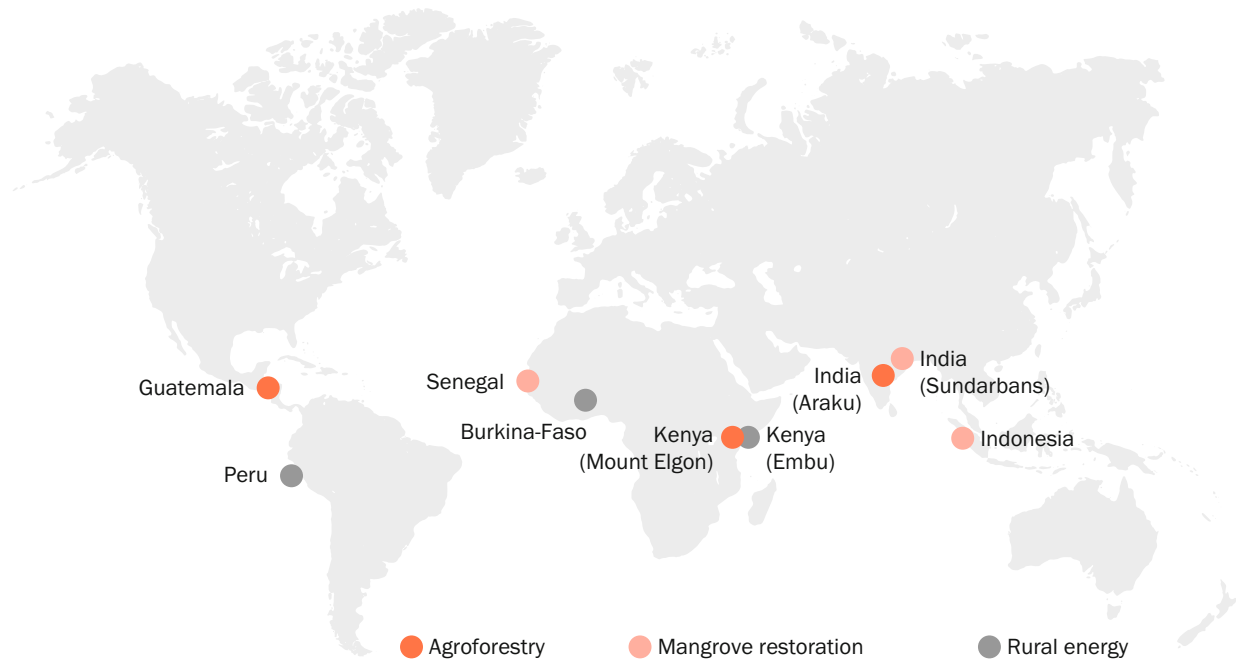 India
(Sundarbans)
India
(Araku)
Senegal
Guatemala
Burkina-Faso
Kenya
(Mount Elgon)
Kenya
(Embu)
Indonesia
Peru
Agroforestry
Mangrove restoration
Rural energy